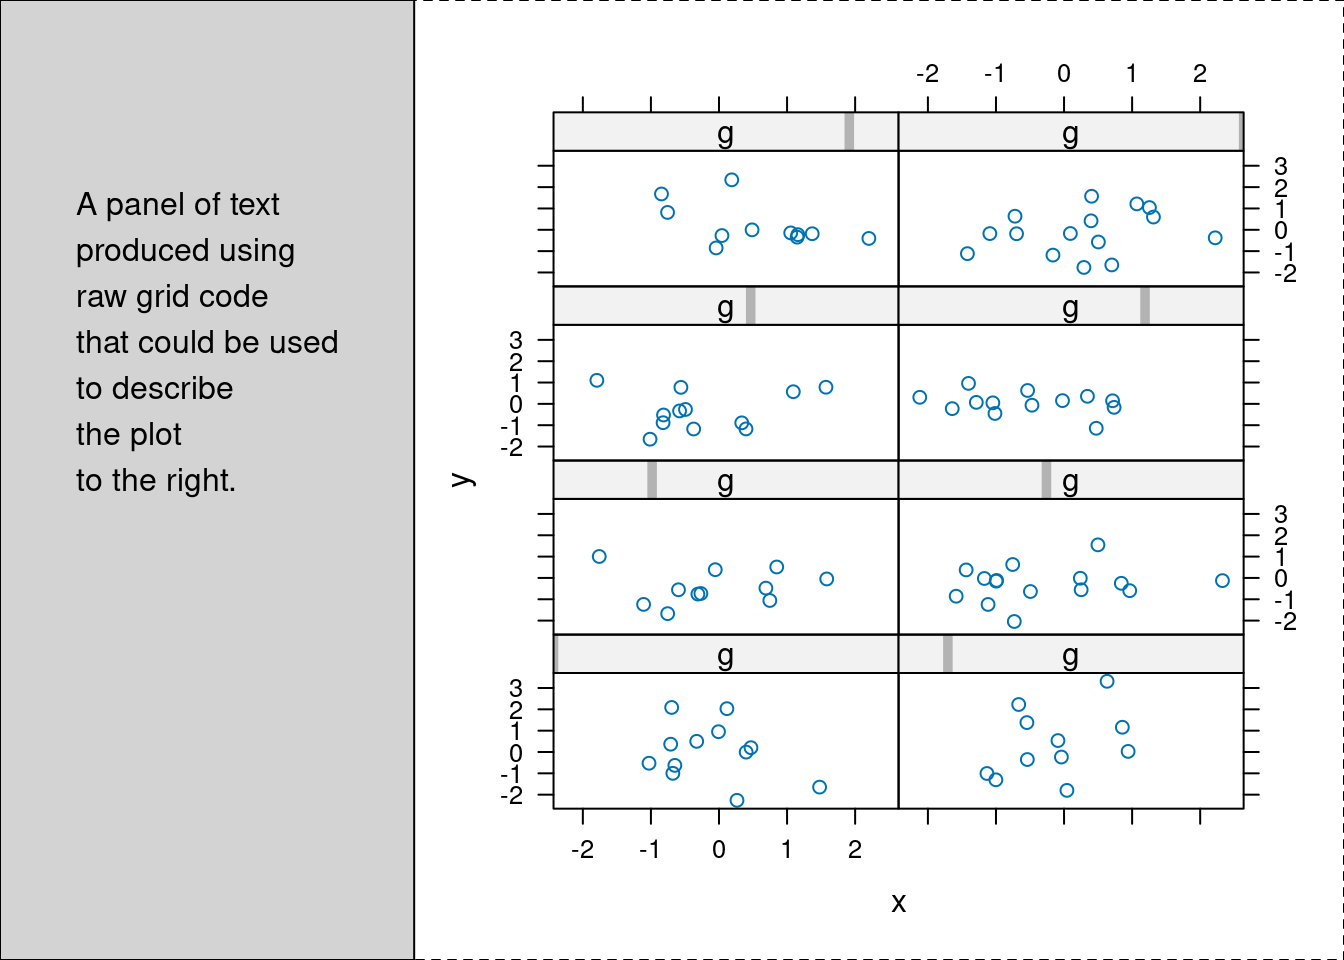 A panel of text
produced using
raw grid code
that could be used
to describe
the plot
to the right.
-2 -1 0 1 2
g g
3
2
1
0
-1
-2
g g
3
2
1
0
-1
-2
y
g g
3
2
1
0
-1
-2
g g
3
2
1
0
-1
-2
-2 -1 0 1 2
x